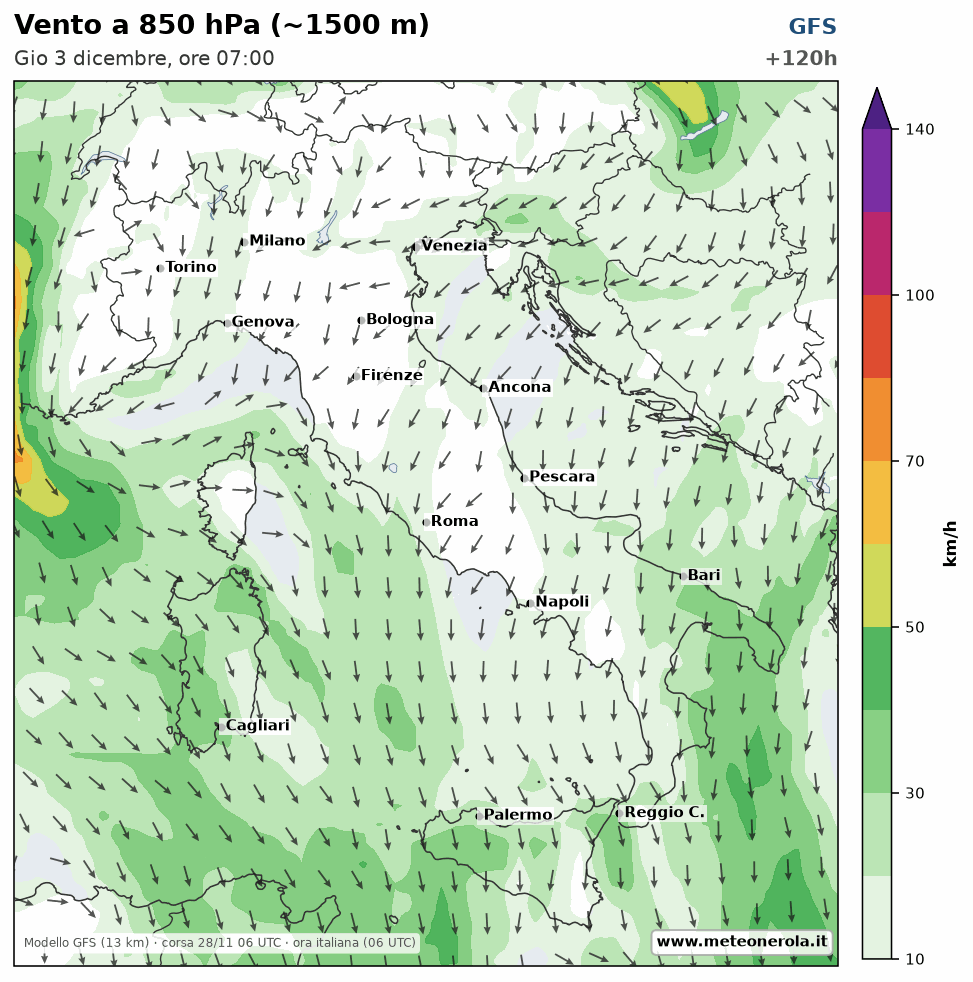 Vento a 850 hPa (~1500 m)
GFS
Gio 3 dicembre, ore 07:00
+120h
140
Milano
Venezia
Torino
100
Genova
Bologna
Firenze
Ancona
70
Pescara
Roma
km/h
Bari
Napoli
50
Cagliari
30
Palermo
Reggio C.
Modello GFS (13 km) · corsa 28/11 06 UTC · ora italiana (06 UTC)
www.meteonerola.it
10